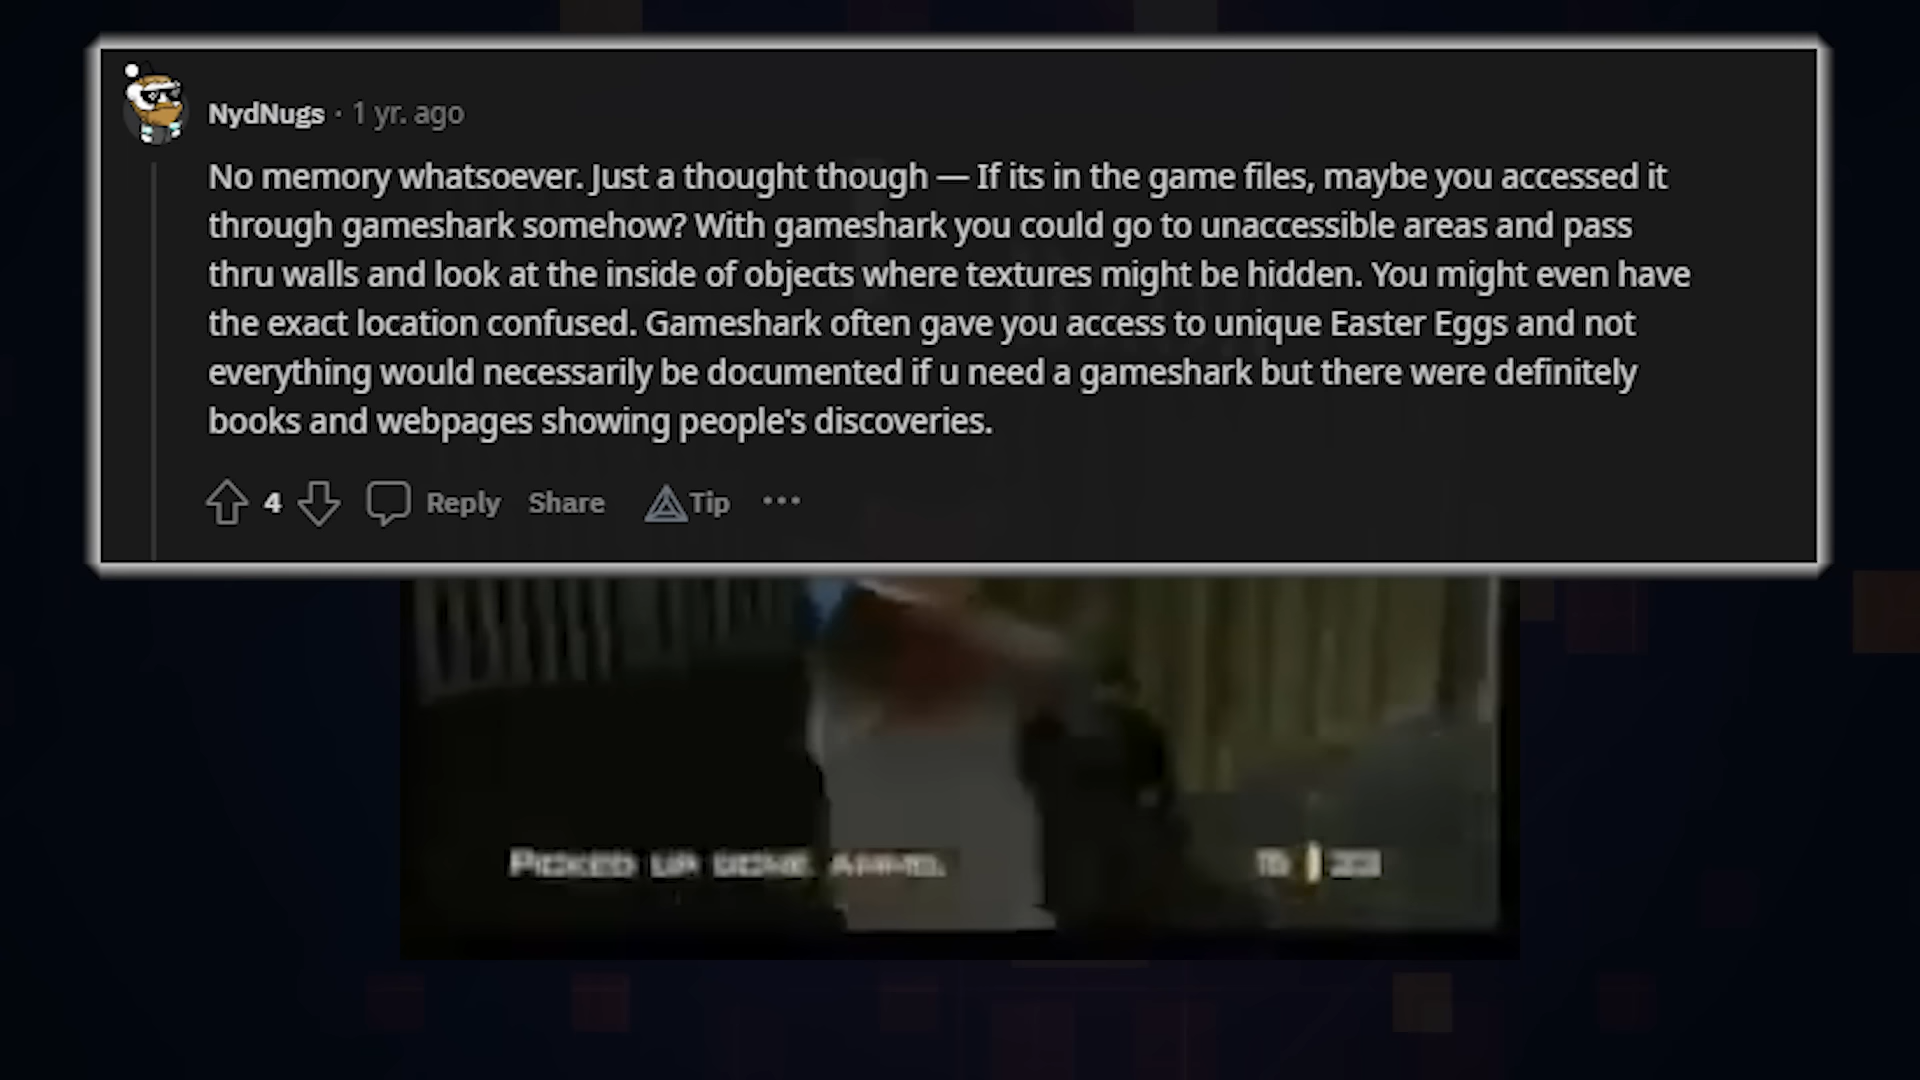 NydNugs · 1 yr. ago
No memory whatsoever. Just a thought though — If its in the game files, maybe you accessed it
through gameshark somehow? With gameshark you could go to unaccessible areas and pass
thru walls and look at the inside of objects where textures might be hidden. You might even have
the exact location confused. Gameshark often gave you access to unique Easter Eggs and not
everything would necessarily be documented if u need a gameshark but there were definitely
books and webpages showing people's discoveries.
4 Reply Share Tip •••
PICKED UP SOME AMMO.